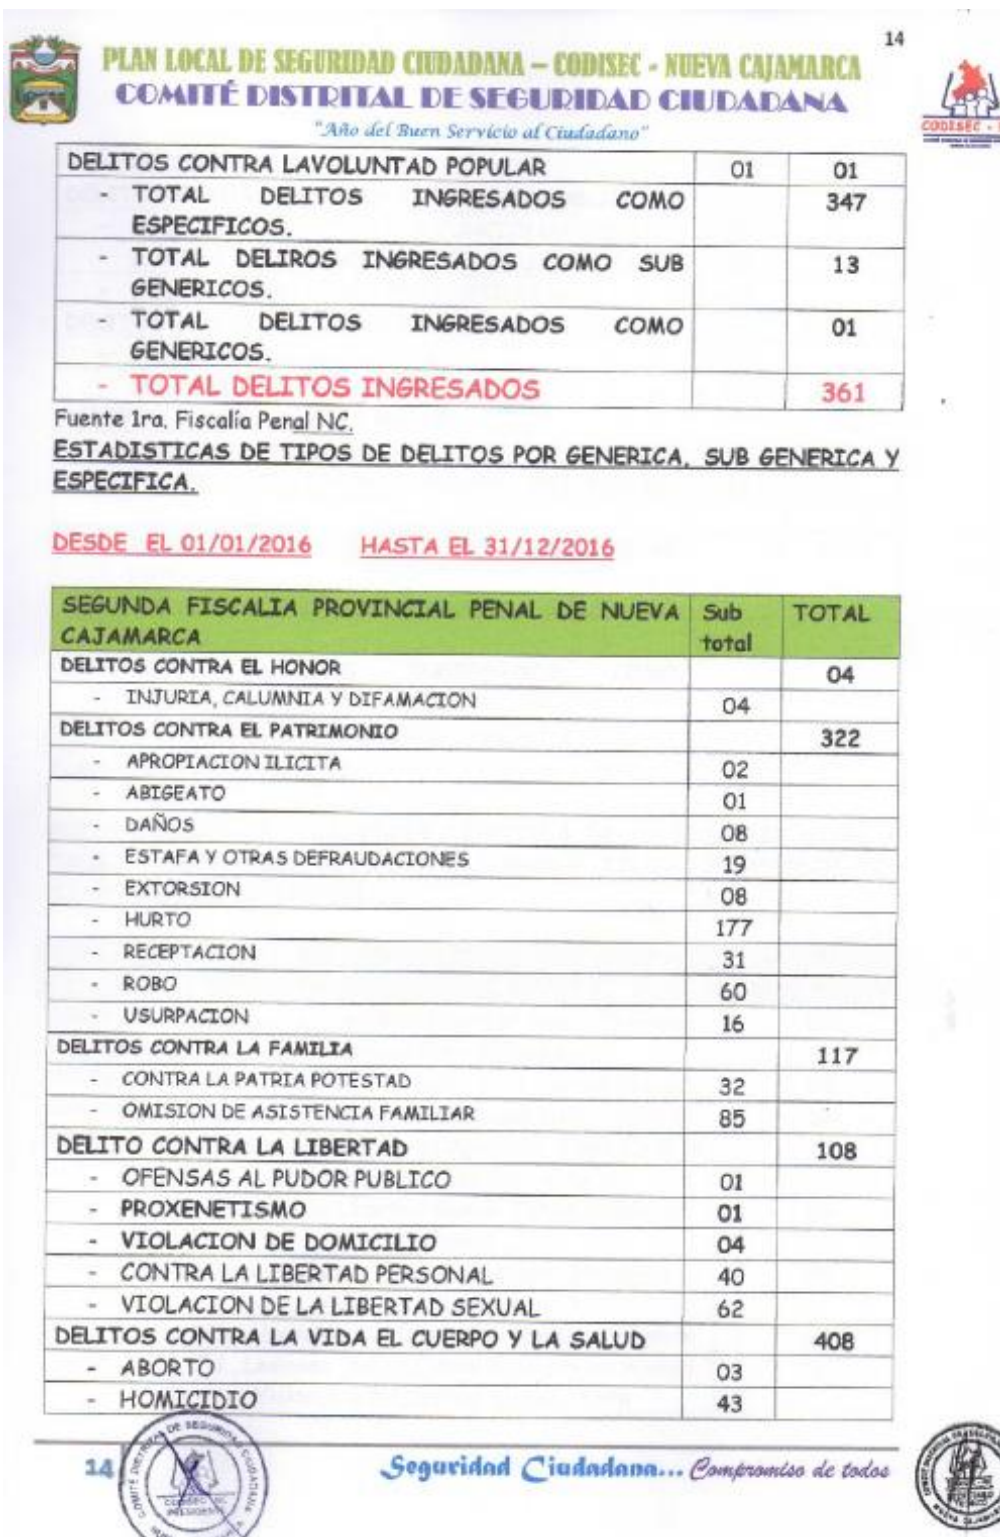 14
PLAN LOCAL DE SEGURIDAD CIUDADANA – CODISEC - NUEVA CAJAMARCA
COMITÉ DISTRITAL DE SEGURIDAD CIUDADANA
"Año del Buen Servicio al Ciudadano"
CODISEC -
DELITOS CONTRA LAVOLUNTAD POPULAR 01 01
- TOTAL DELITOS INGRESADOS COMO 347
ESPECIFICOS.
- TOTAL DELIROS INGRESADOS COMO SUB 13
GENERICOS.
- TOTAL DELITOS INGRESADOS COMO 01
GENERICOS.
- TOTAL DELITOS INGRESADOS 361
Fuente 1ra. Fiscalía Penal NC.
ESTADISTICAS DE TIPOS DE DELITOS POR GENERICA, SUB GENERICA Y
ESPECIFICA.
DESDE EL 01/01/2016 HASTA EL 31/12/2016
SEGUNDA FISCALIA PROVINCIAL PENAL DE NUEVA Sub TOTAL
CAJAMARCA total
DELITOS CONTRA EL HONOR 04
- INJURIA, CALUMNIA Y DIFAMACION 04
DELITOS CONTRA EL PATRIMONIO 322
- APROPIACION ILICITA 02
- ABIGEATO 01
- DAÑOS 08
- ESTAFA Y OTRAS DEFRAUDACIONES 19
- EXTORSION 08
- HURTO 177
- RECEPTACION 31
- ROBO 60
- USURPACION 16
DELITOS CONTRA LA FAMILIA 117
- CONTRA LA PATRIA POTESTAD 32
- OMISION DE ASISTENCIA FAMILIAR 85
DELITO CONTRA LA LIBERTAD 108
- OFENSAS AL PUDOR PUBLICO 01
- PROXENETISMO 01
- VIOLACION DE DOMICILIO 04
- CONTRA LA LIBERTAD PERSONAL 40
- VIOLACION DE LA LIBERTAD SEXUAL 62
DELITOS CONTRA LA VIDA EL CUERPO Y LA SALUD 408
- ABORTO 03
- HOMICIDIO 43
14
COMITÉ DISTRITAL DE SEGURIDAD CIUDADANA
Seguridad Ciudadana... Compromiso de todos